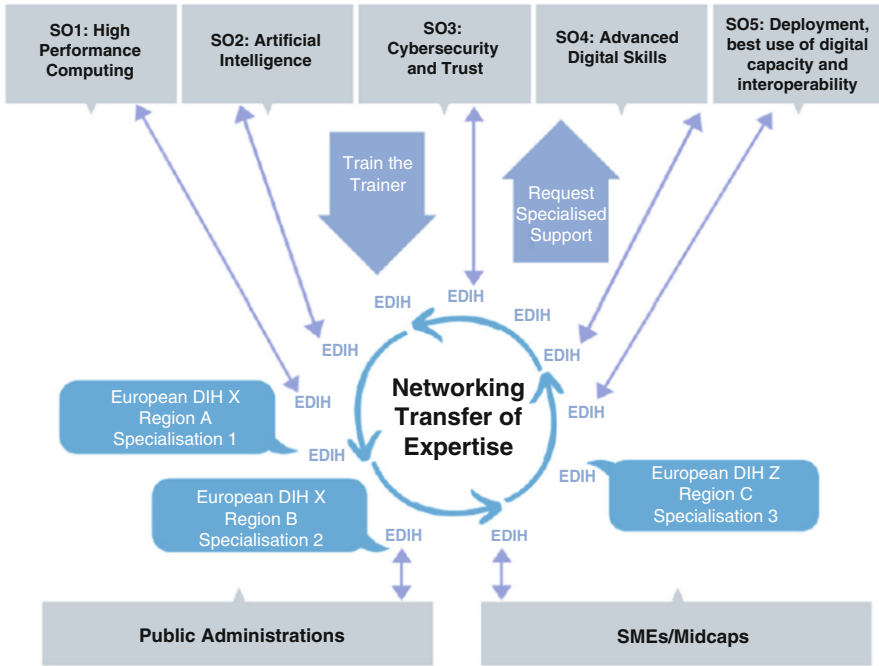 SO1: High
Performance
Computing
SO2: Artificial
Intelligence
SO3:
Cybersecurity
and Trust
SO4: Advanced
Digital Skills
SO5: Deployment,
best use of digital
capacity and
interoperability
Train the
Trainer
Request
Specialised
Support
EDIH
EDIH
EDIH
EDIH
EDIH
EDIH
EDIH
EDIH
EDIH
EDIH
EDIH
Networking
Transfer of
Expertise
European DIH X
Region A
Specialisation 1
European DIH X
Region B
Specialisation 2
European DIH Z
Region C
Specialisation 3
Public Administrations
SMEs/Midcaps